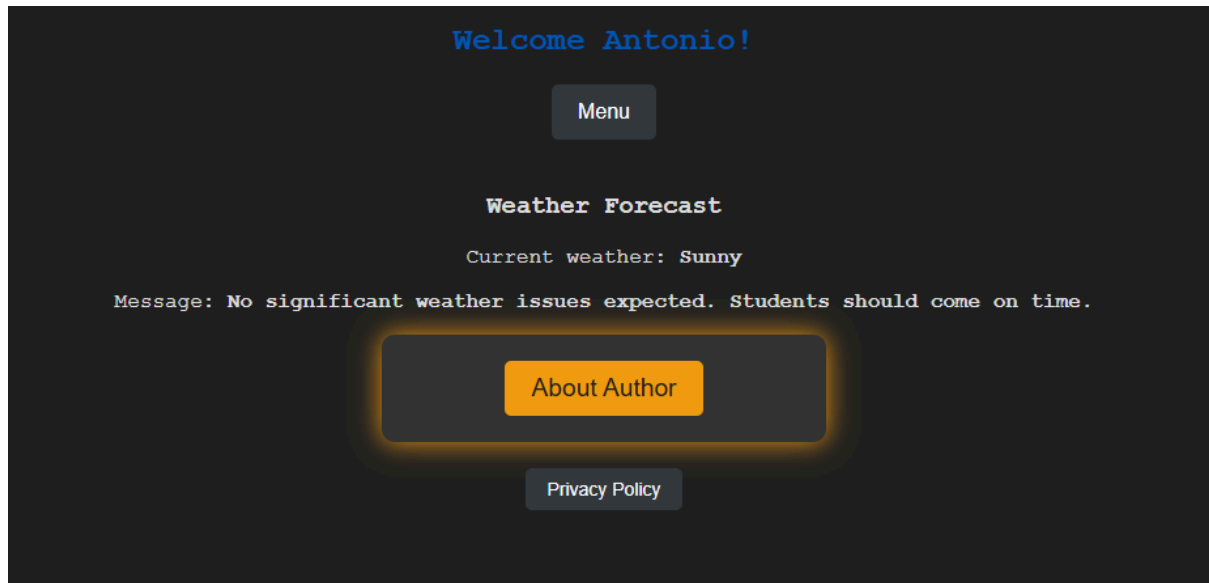 Welcome Antonio!
Menu
Weather Forecast
Current weather: Sunny
Message: No significant weather issues expected. Students should come on time.
About Author
Privacy Policy